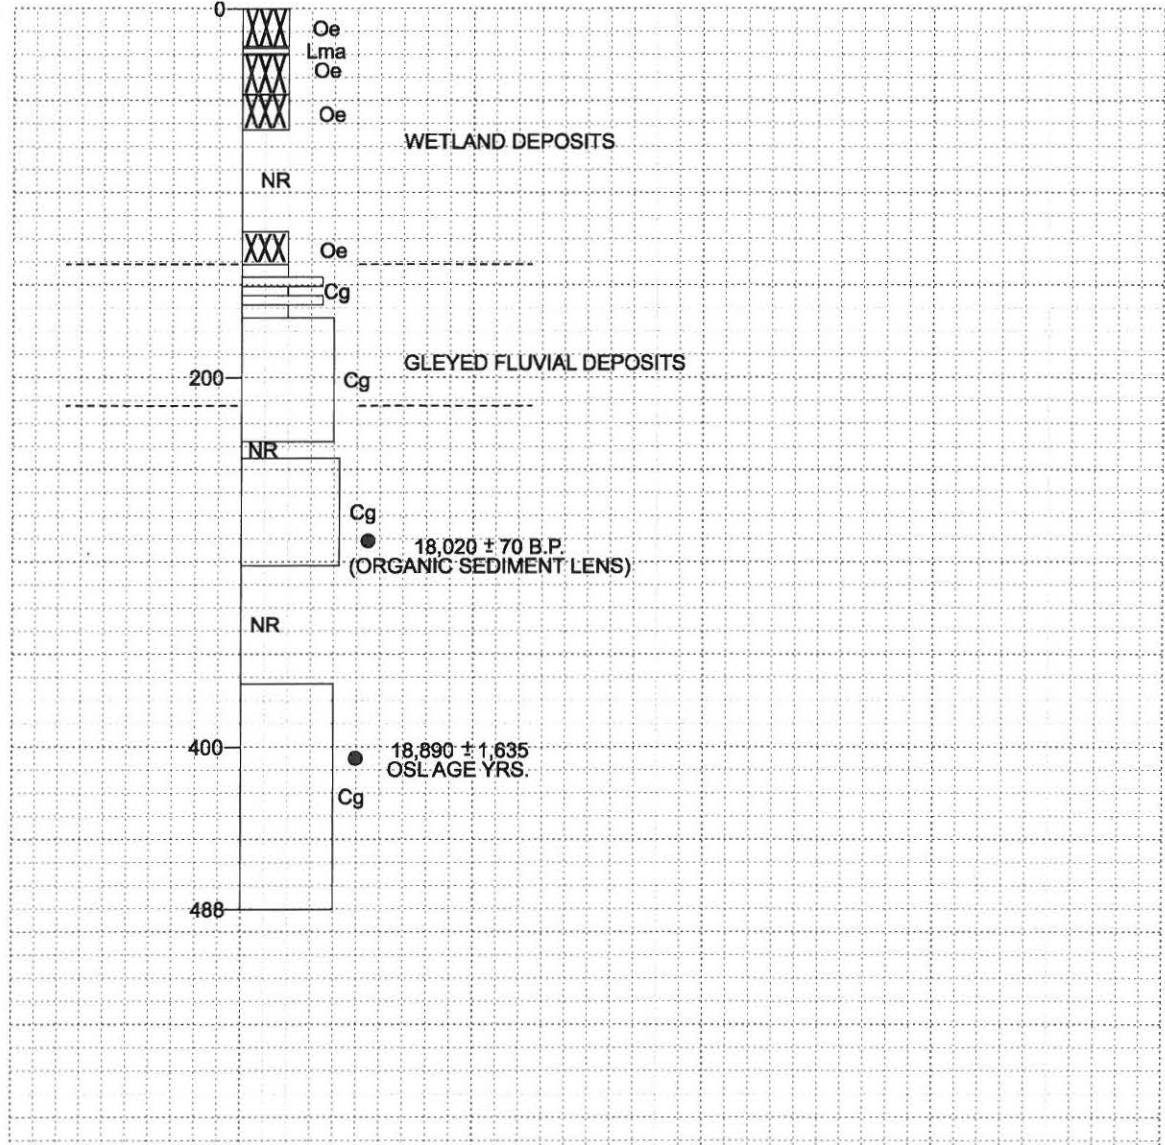 0
Oe
Lma
Oe
Oe
WETLAND DEPOSITS
NR
Oe
Cg
GLEYED FLUVIAL DEPOSITS
200
Cg
NR
Cg
18,020 ± 70 B.P.
(ORGANIC SEDIMENT LENS)
NR
400
18,890 ± 1,635
OSL AGE YRS.
Cg
488